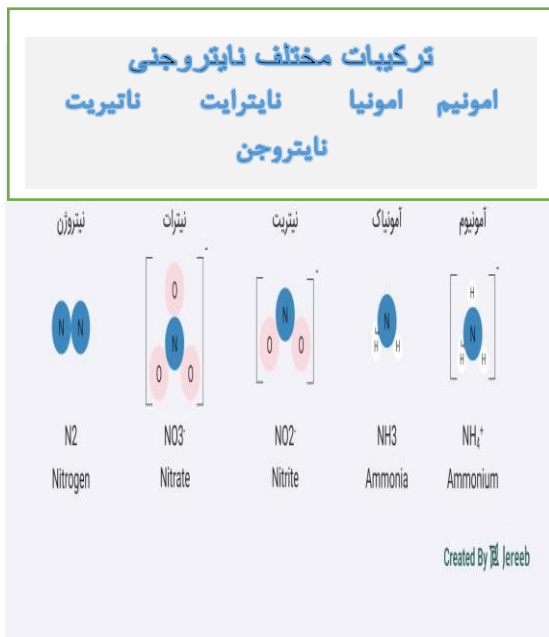 ترکیبات مختلف نایتروجنی
امونیم امونیا نایترایت ناتیریت
نایتروجن
آمونیوم آمونیاک نیتریت نیترات نیتروژن
H O
N N N N N N
H H H H O O O O
N2 NO3- NO2- NH3 NH₄⁺
Nitrogen Nitrate Nitrite Ammonia Ammonium
Created By Jereeb